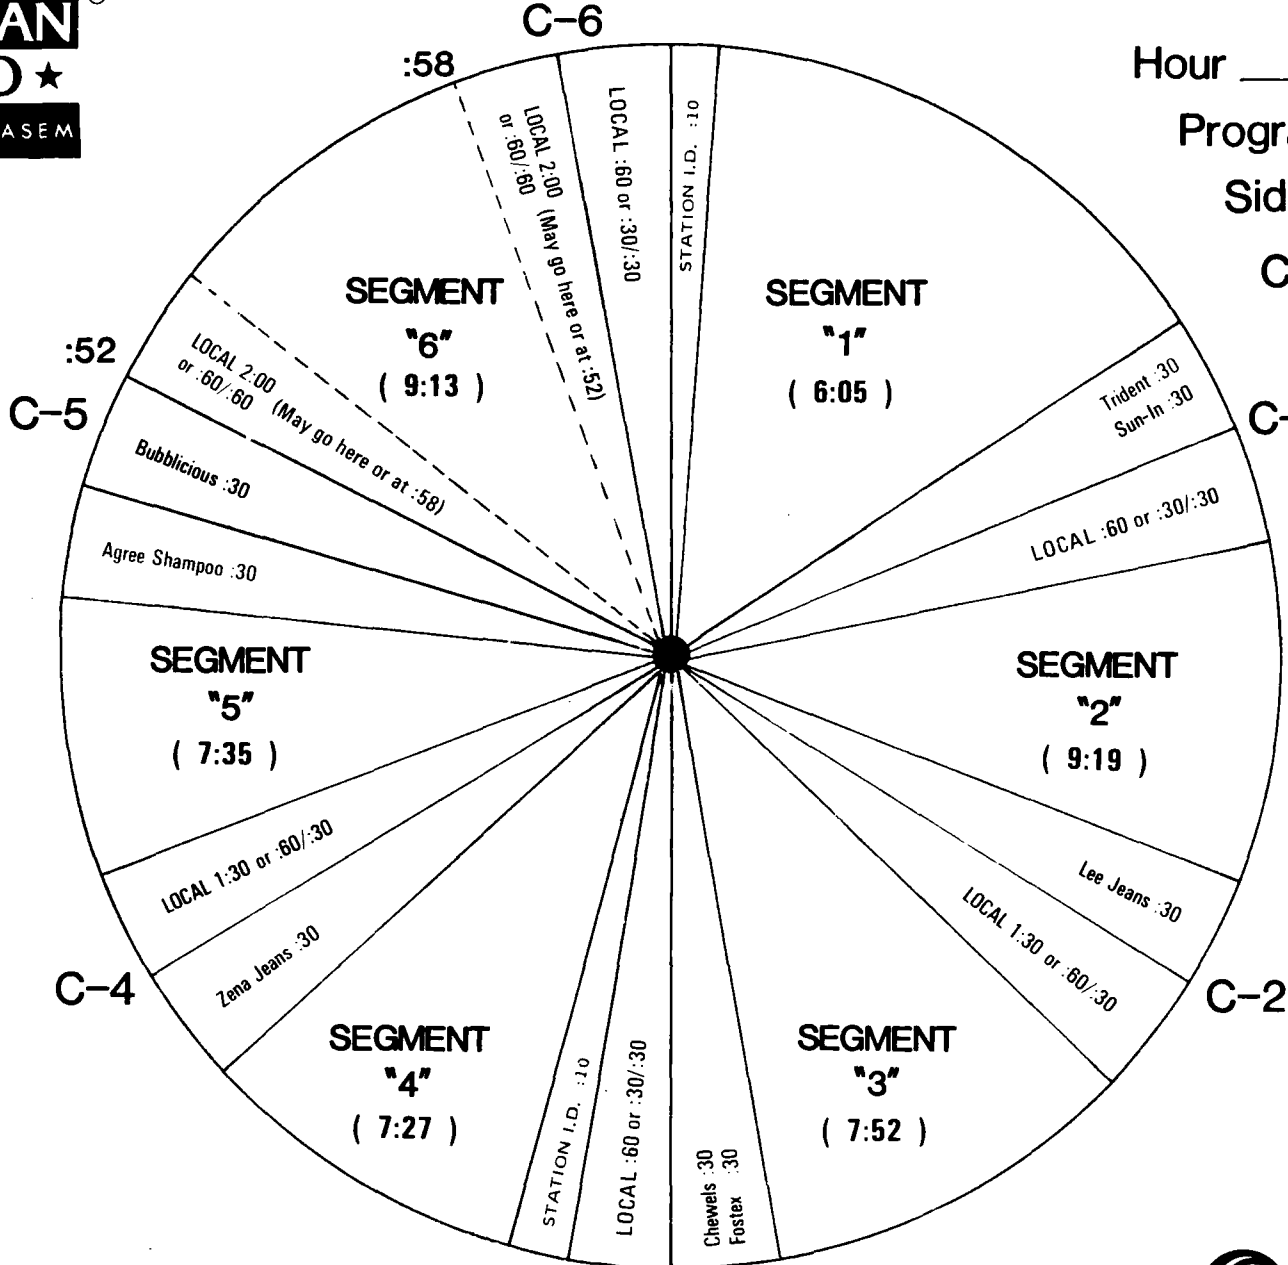 AN
ASEM
Hour
Progr
Sid
C
C-6
:58
STATION I.D. :10
SEGMENT
"1"
( 6:05 )
Trident :30
Sun-In :30
C-
LOCAL :60 or :30/:30
SEGMENT
"2"
( 9:19 )
Lee Jeans :30
C-2
LOCAL 1:30 or :60/:30
SEGMENT
"3"
( 7:52 )
Chewels :30
Fostex :30
LOCAL :60 or :30/:30
STATION I.D. :10
SEGMENT
"4"
( 7:27 )
Zena Jeans :30
C-4
LOCAL 1:30 or :60/:30
SEGMENT
"5"
( 7:35 )
Agree Shampoo :30
Bubblicious :30
C-5
:52
LOCAL 2:00 (May go here or at :58)
or :60/:60
SEGMENT
"6"
( 9:13 )
LOCAL 2:00 (May go here or at :52)
or :60/:60
LOCAL :60 or :30/:30